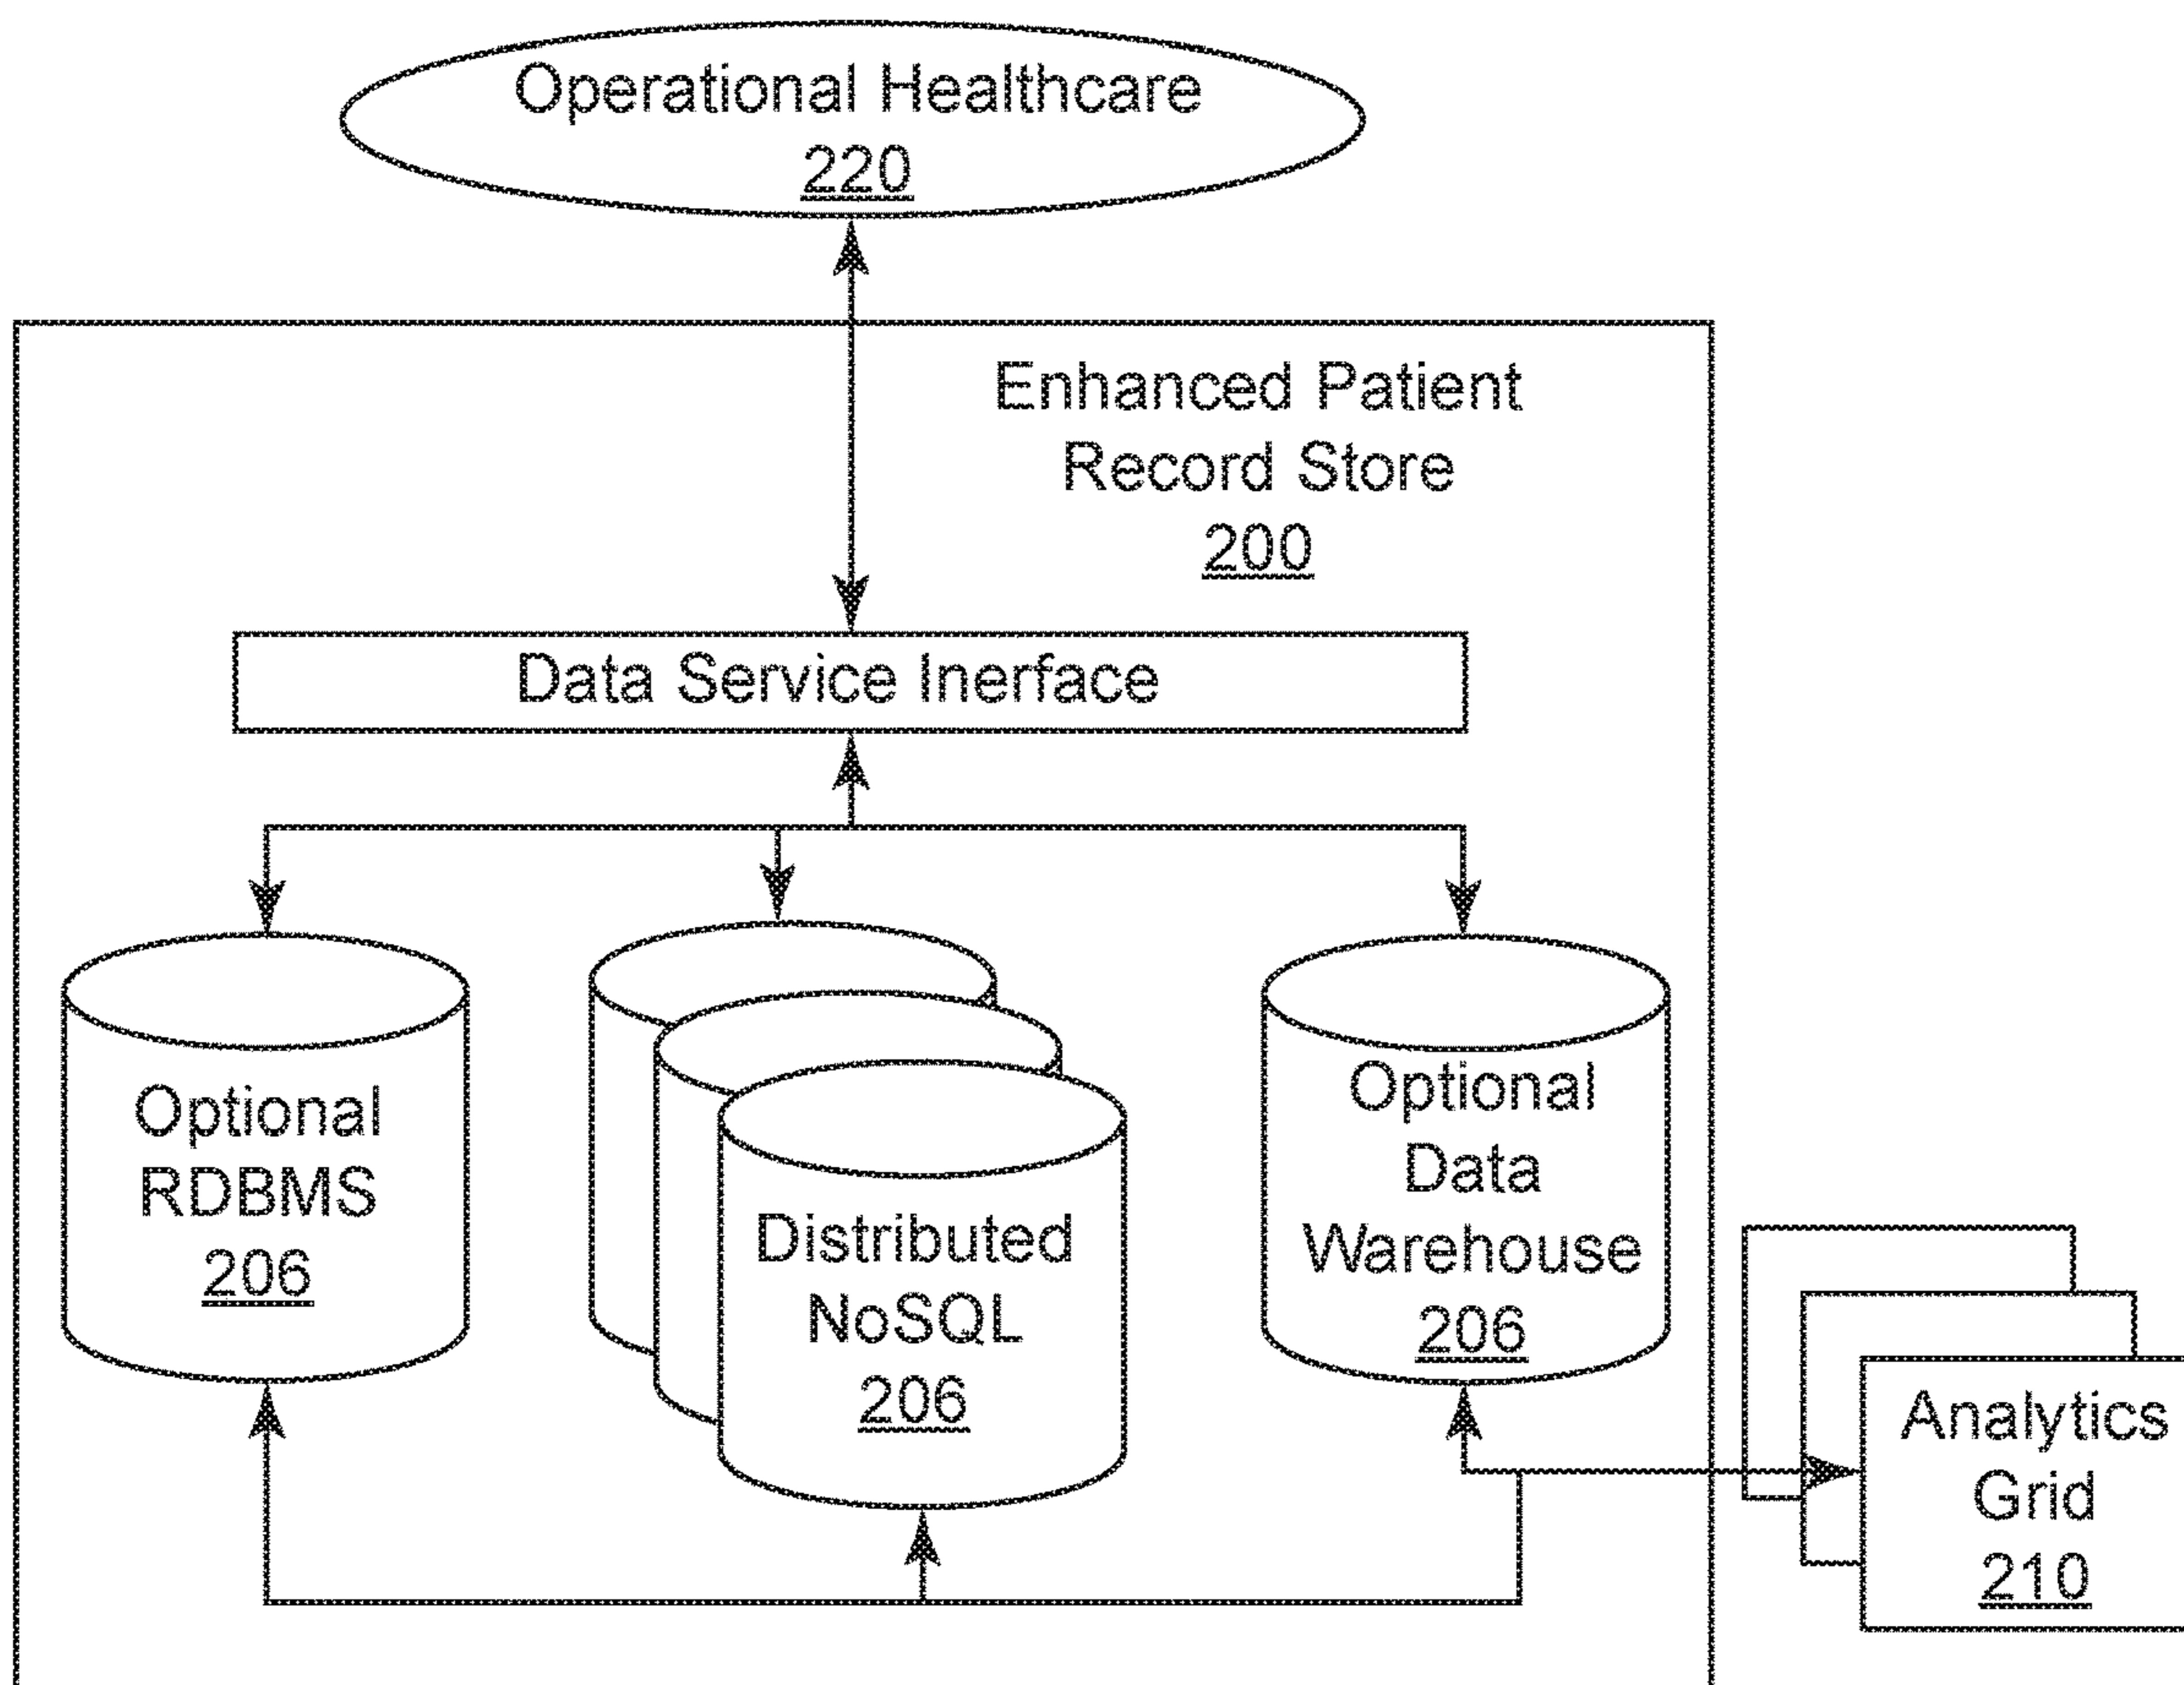 Operational Healthcare
220
Enhanced Patient
Record Store
200
Data Service Inerface
Optional
RDBMS
206
Distributed
NoSQL
206
Optional
Data
Warehouse
206
Analytics
Grid
210